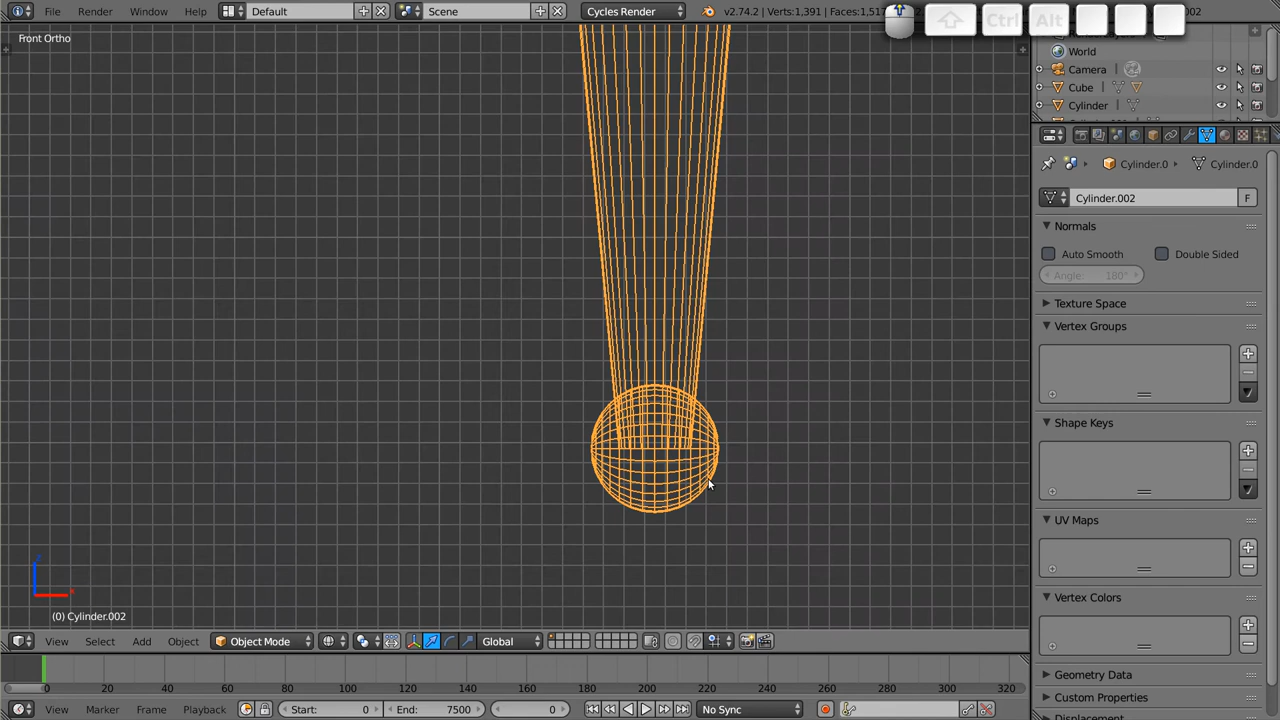 File Render Window Help Default Scene Cycles Render v2.74.2 | Verts:1,391 | Faces:1,51 002
Ctrl Alt
Front Ortho
World
Camera
Cube
Cylinder
Cylinder.0 Cylinder.0
Cylinder.002 F
Normals
Auto Smooth Double Sided
Angle: 180°
Texture Space
Vertex Groups
Shape Keys
UV Maps
Vertex Colors
Geometry Data
Custom Properties
z
x
(0) Cylinder.002
View Select Add Object Object Mode Global
0 20 40 60 80 100 120 140 160 180 200 220 240 260 280 300 320
View Marker Frame Playback Start: 0 End: 7500 0 No Sync